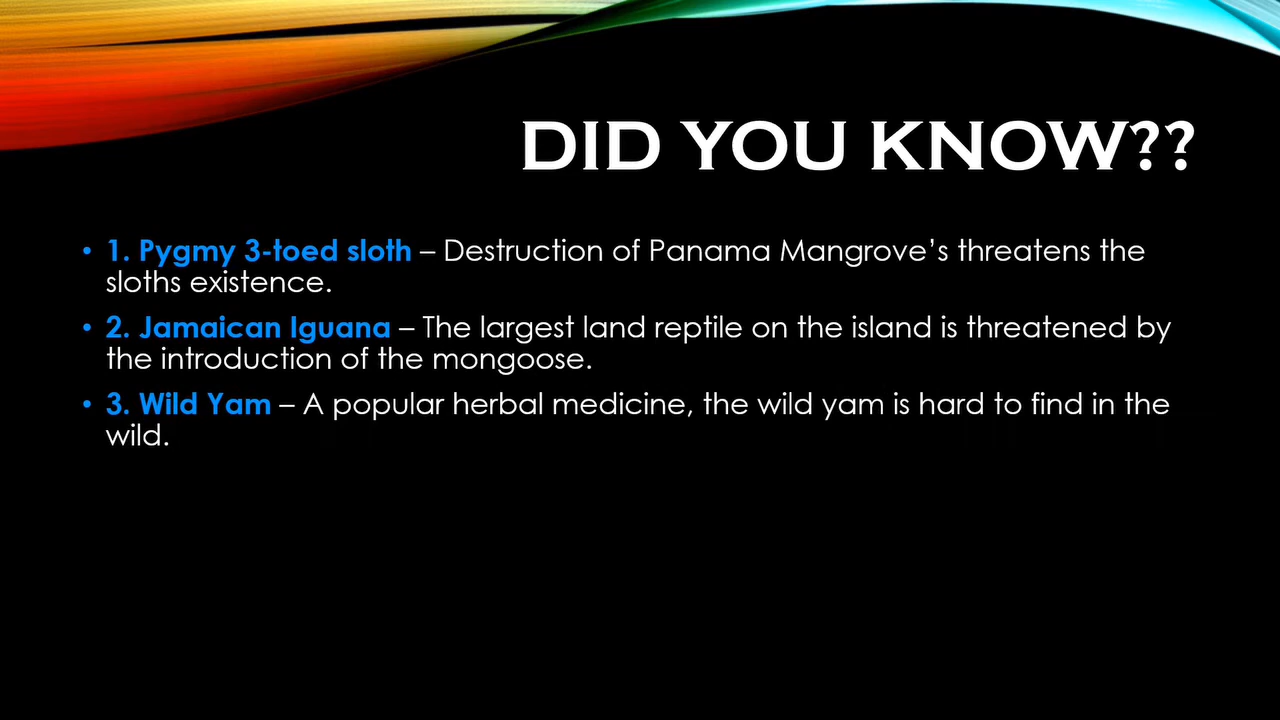 DID YOU KNOW??
• 1. Pygmy 3-toed sloth – Destruction of Panama Mangrove’s threatens the
sloths existence.
• 2. Jamaican Iguana – The largest land reptile on the island is threatened by
the introduction of the mongoose.
• 3. Wild Yam – A popular herbal medicine, the wild yam is hard to find in the
wild.